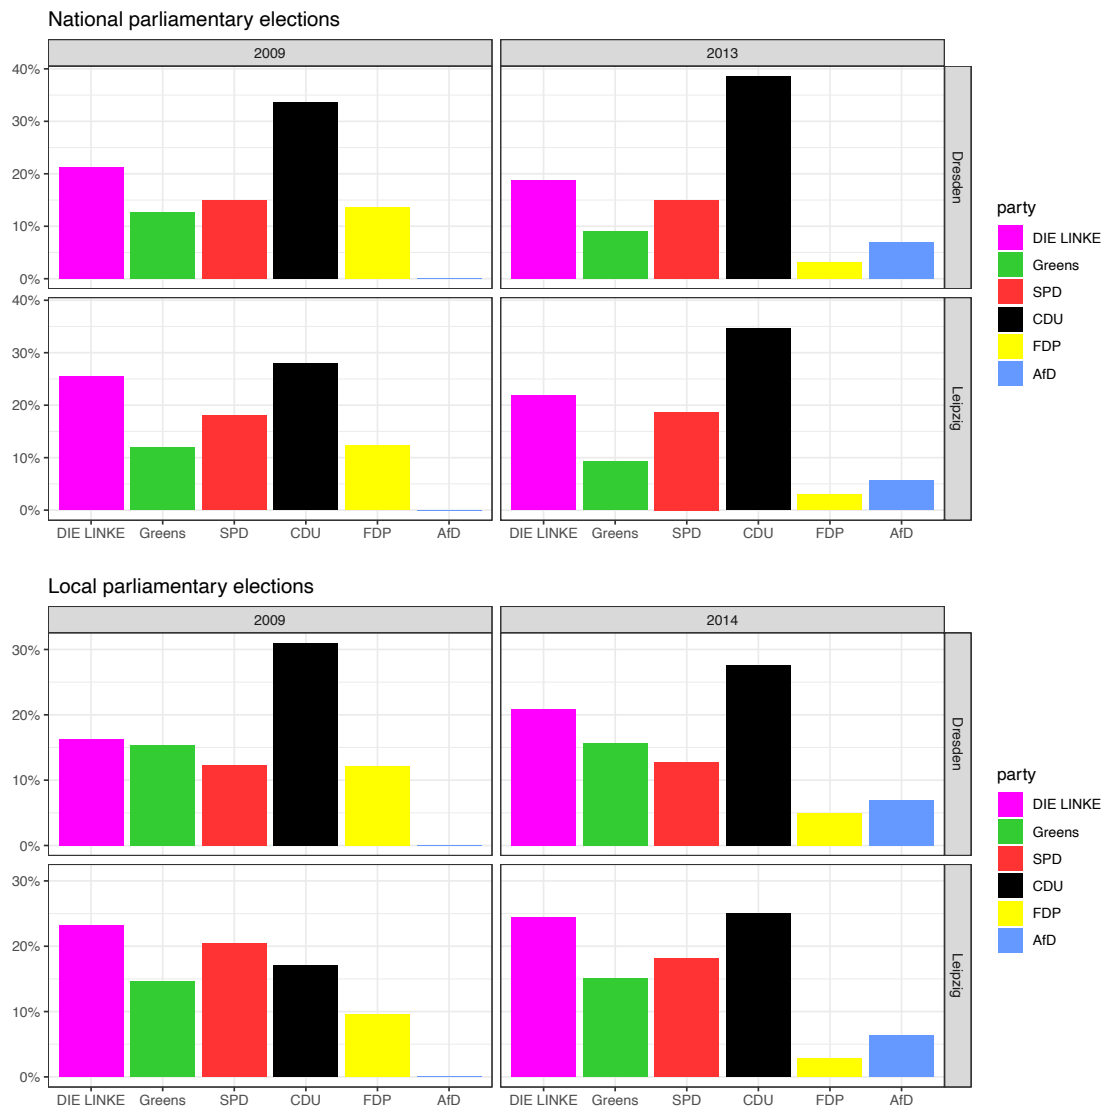 National parliamentary elections
2009
2013
40%
30%
20%
10%
0%
Dresden
40%
30%
20%
10%
0%
Leipzig
DIE LINKE Greens SPD CDU FDP AfD
DIE LINKE Greens SPD CDU FDP AfD
party
DIE LINKE
Greens
SPD
CDU
FDP
AfD
Local parliamentary elections
2009
2014
30%
20%
10%
0%
Dresden
30%
20%
10%
0%
Leipzig
DIE LINKE Greens SPD CDU FDP AfD
DIE LINKE Greens SPD CDU FDP AfD
party
DIE LINKE
Greens
SPD
CDU
FDP
AfD